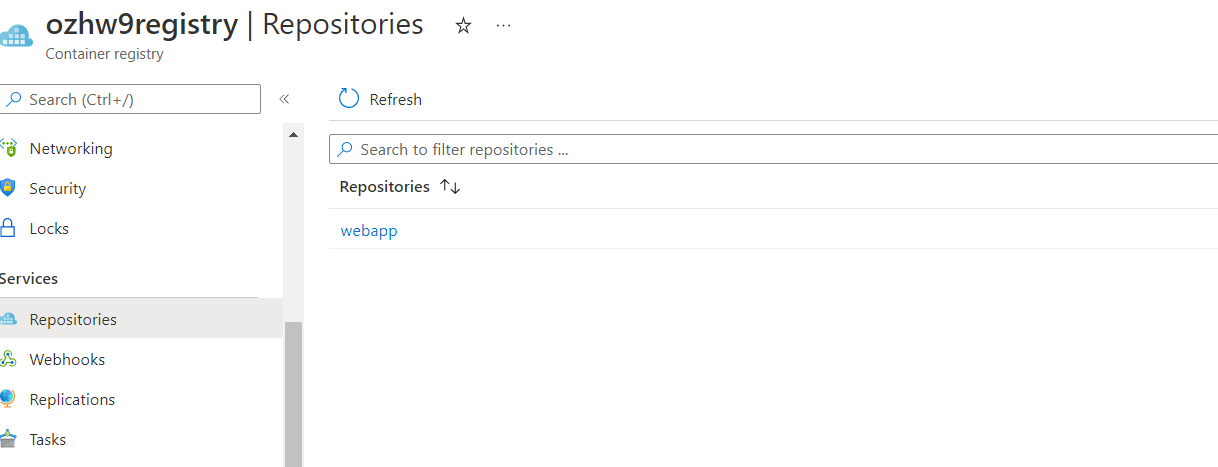 ozhw9registry | Repositories
Container registry
Search (Ctrl+/)
«
Networking
Security
Locks
Services
Repositories
Webhooks
Replications
Tasks
Refresh
Search to filter repositories ...
Repositories
webapp